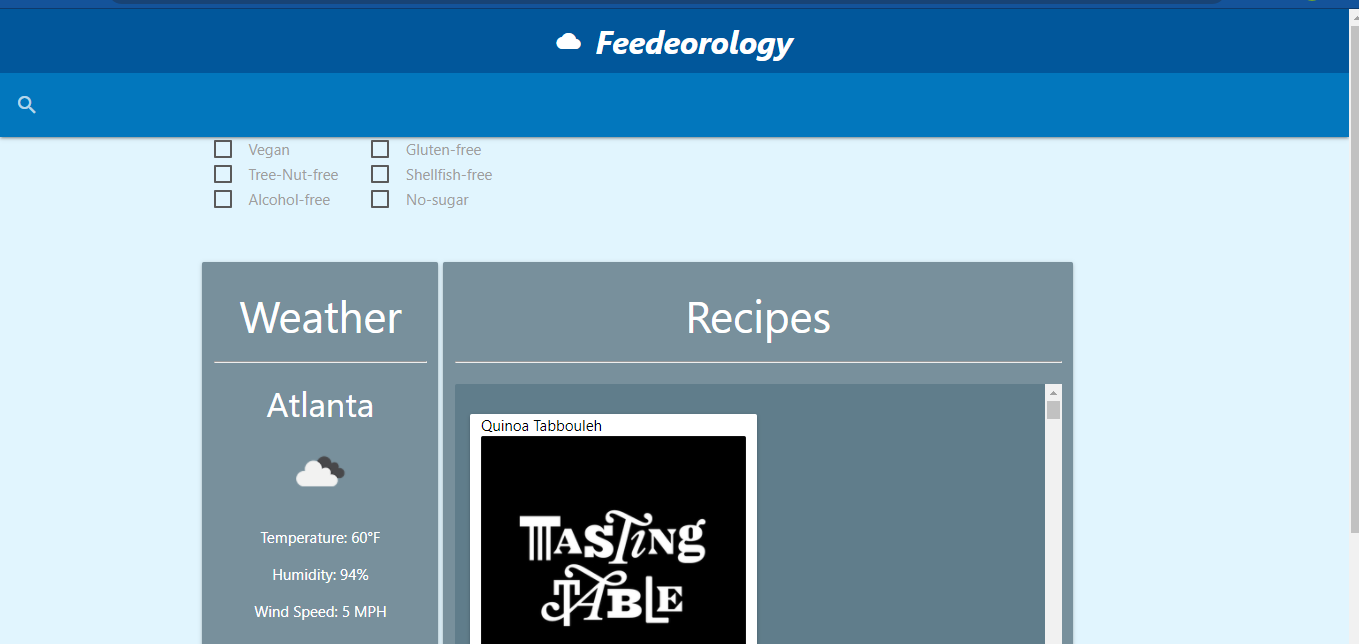 Feedeorology
Vegan Gluten-free
Tree-Nut-free Shellfish-free
Alcohol-free No-sugar
Weather
Atlanta
Temperature: 60°F
Humidity: 94%
Wind Speed: 5 MPH
Recipes
Quinoa Tabbouleh
TASTING
TABLE